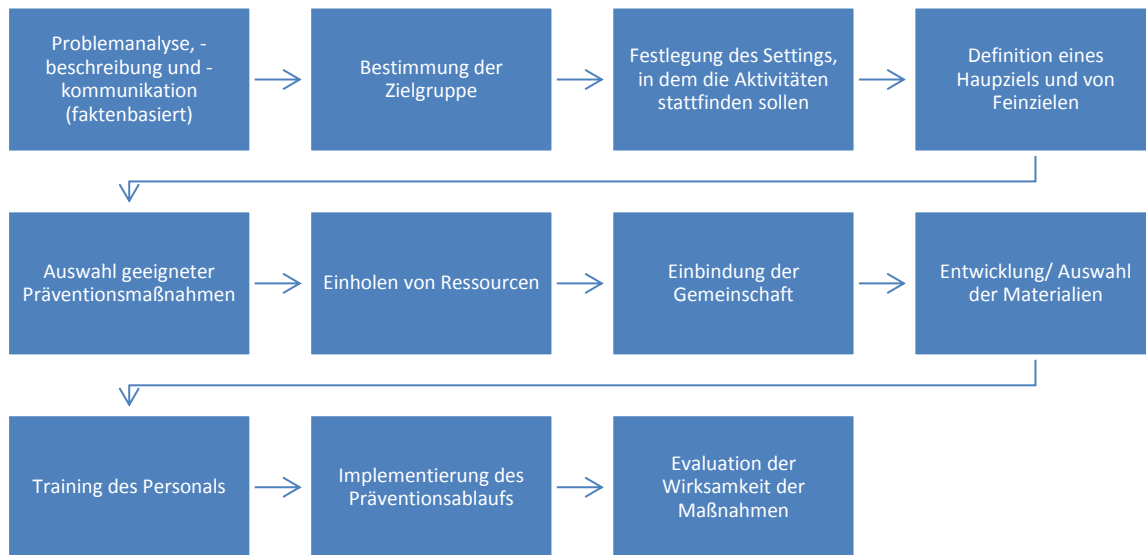 Problemanalyse, -
beschreibung und -
kommunikation
(faktenbasiert)
Bestimmung der
Zielgruppe
Festlegung des Settings,
in dem die Aktivitäten
stattfinden sollen
Definition eines
Haupziels und von
Feinzielen
Auswahl geeigneter
Präventionsmaßnahmen
Einholen von Ressourcen
Einbindung der
Gemeinschaft
Entwicklung/ Auswahl
der Materialien
Training des Personals
Implementierung des
Präventionsablaufs
Evaluation der
Wirksamkeit der
Maßnahmen